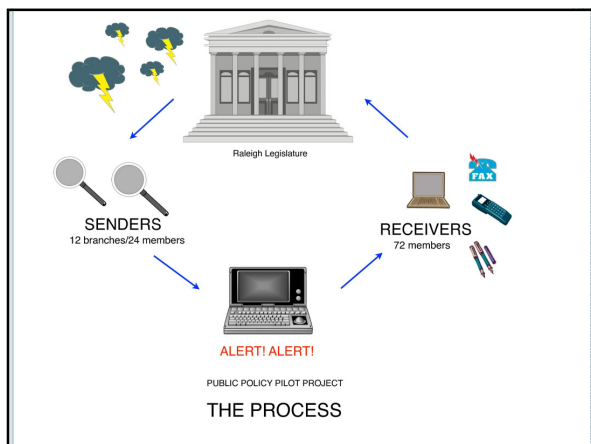 Raleigh Legislature
SENDERS
12 branches/24 members
FAX
RECEIVERS
72 members
ALERT! ALERT!
PUBLIC POLICY PILOT PROJECT
THE PROCESS